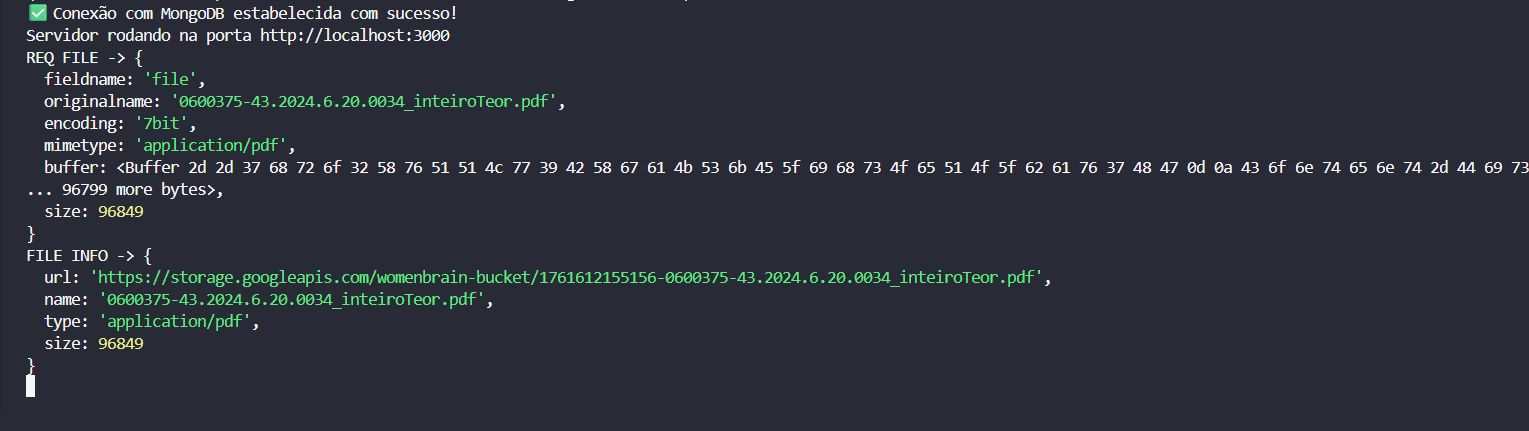 ✅ Conexão com MongoDB estabelecida com sucesso!
Servidor rodando na porta http://localhost:3000
REQ FILE -> {
  fieldname: 'file',
  originalname: '0600375-43.2024.6.20.0034_inteiroTeor.pdf',
  encoding: '7bit',
  mimetype: 'application/pdf',
  buffer: <Buffer 2d 2d 37 68 72 6f 32 58 76 51 51 4c 77 39 42 58 67 61 4b 53 6b 45 5f 69 68 73 4f 65 51 4f 5f 62 61 76 37 48 47 0d 0a 43 6f 6e 74 65 6e 74 2d 44 69 73
... 96799 more bytes>,
  size: 96849
}
FILE INFO -> {
  url: 'https://storage.googleapis.com/womenbrain-bucket/1761612155156-0600375-43.2024.6.20.0034_inteiroTeor.pdf',
  name: '0600375-43.2024.6.20.0034_inteiroTeor.pdf',
  type: 'application/pdf',
  size: 96849
}